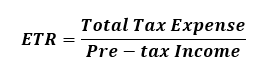 ETR = Total Tax Expense / Pre − tax Income